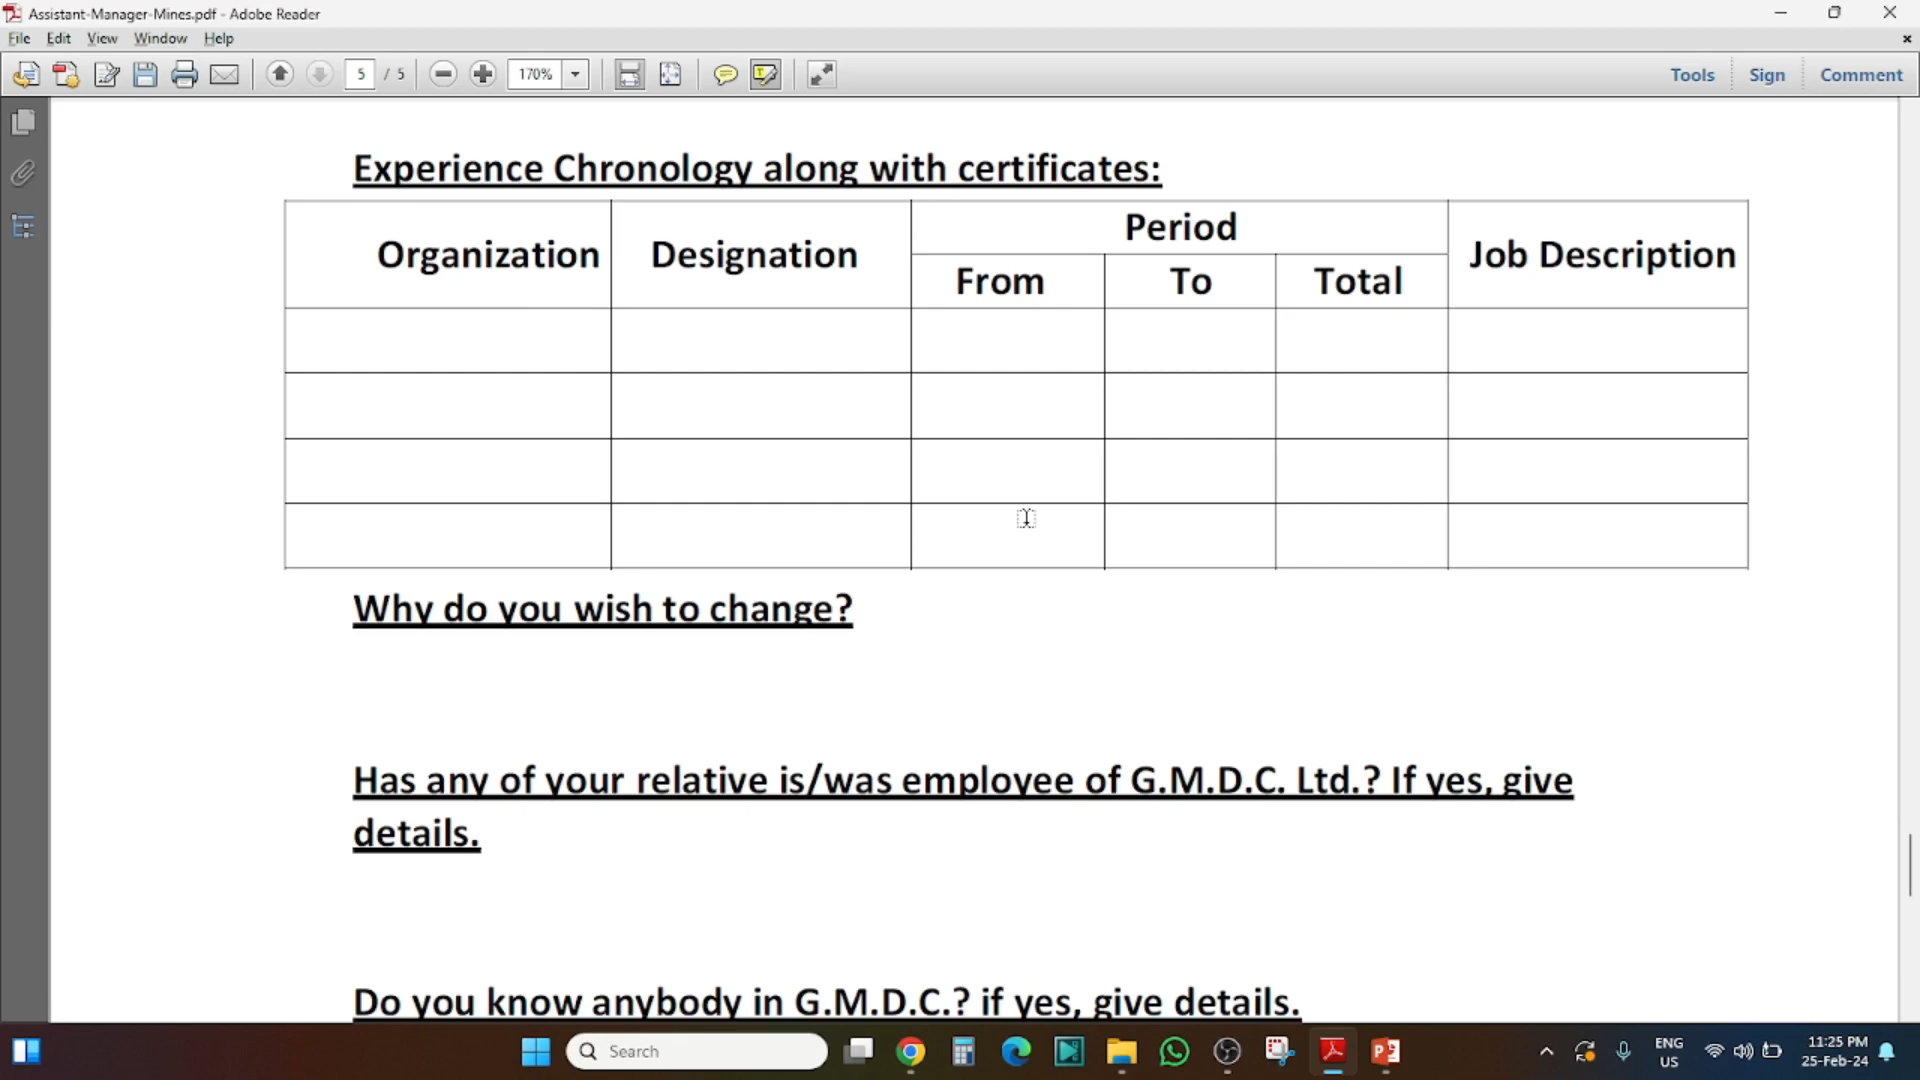 Assistant-Manager-Mines.pdf - Adobe Reader
File Edit View Window Help
5 / 5 170% Tools Sign Comment
Experience Chronology along with certificates:
Organization Designation Period Job Description
From To Total
Why do you wish to change?
Has any of your relative is/was employee of G.M.D.C. Ltd.? If yes, give
details.
Do you know anybody in G.M.D.C.? if yes, give details.
Search
ENG
US
11:25 PM
25-Feb-24